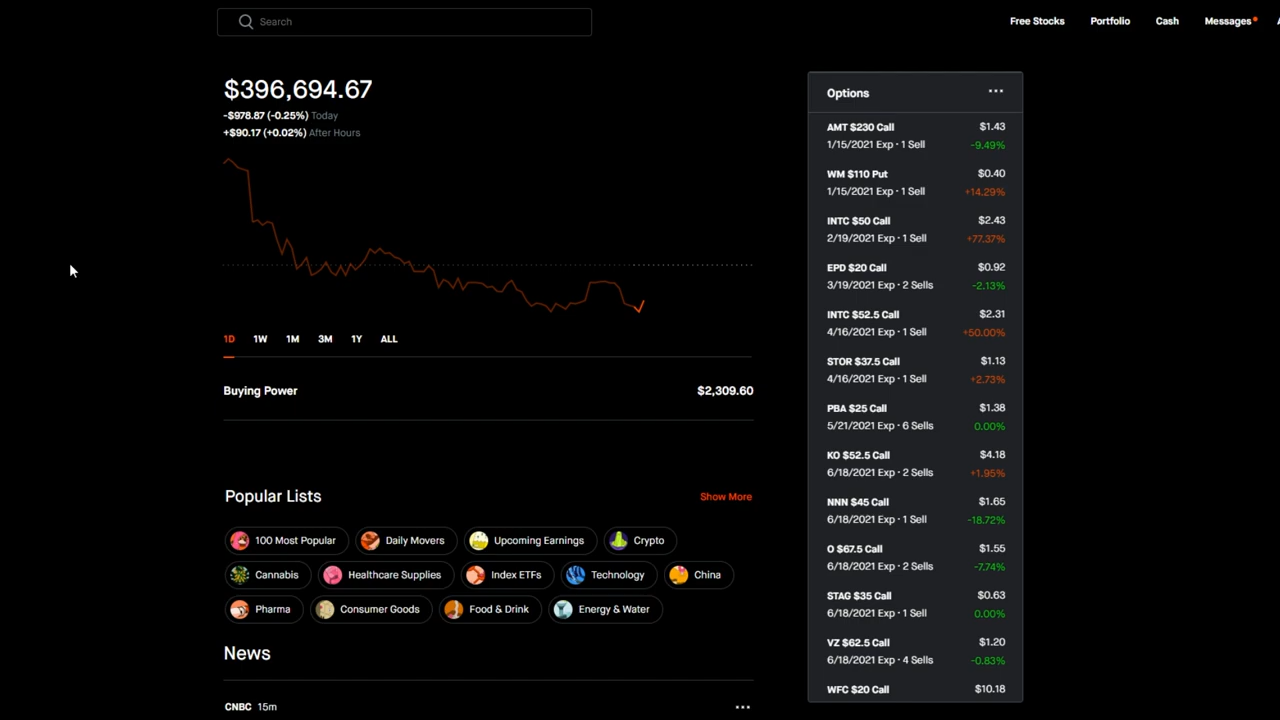 Search
Free Stocks
Portfolio
Cash
Messages
$396,694.67
-$978.87 (-0.25%) Today
+$90.17 (+0.02%) After Hours
1D 1W 1M 3M 1Y ALL
Buying Power $2,309.60
Popular Lists Show More
100 Most Popular Daily Movers Upcoming Earnings Crypto
Cannabis Healthcare Supplies Index ETFs Technology China
Pharma Consumer Goods Food & Drink Energy & Water
News
CNBC 15m
Options
AMT $230 Call $1.43
1/15/2021 Exp · 1 Sell -9.49%
WM $110 Put $0.40
1/15/2021 Exp · 1 Sell +14.29%
INTC $50 Call $2.43
2/19/2021 Exp · 1 Sell +77.37%
EPD $20 Call $0.92
3/19/2021 Exp · 2 Sells -2.13%
INTC $52.5 Call $2.31
4/16/2021 Exp · 1 Sell +50.00%
STOR $37.5 Call $1.13
4/16/2021 Exp · 1 Sell +2.73%
PBA $25 Call $1.38
5/21/2021 Exp · 6 Sells 0.00%
KO $52.5 Call $4.18
6/18/2021 Exp · 2 Sells +1.95%
NNN $45 Call $1.65
6/18/2021 Exp · 1 Sell -18.72%
O $67.5 Call $1.55
6/18/2021 Exp · 2 Sells -7.74%
STAG $35 Call $0.63
6/18/2021 Exp · 1 Sell 0.00%
VZ $62.5 Call $1.20
6/18/2021 Exp · 4 Sells -0.83%
WFC $20 Call $10.18